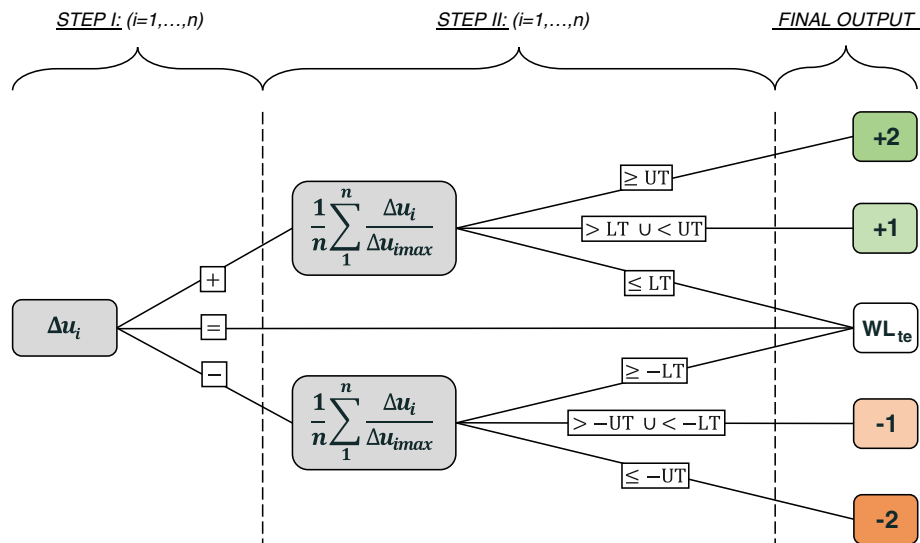 STEP I: (i=1,…,n) STEP II: (i=1,…,n) FINAL OUTPUT
+2
≥ UT
1/n ∑_1^n Δu_i/Δu_imax
> LT ∪ < UT
+1
+
≤ LT
Δu_i
=
WL_te
−
≥ −LT
1/n ∑_1^n Δu_i/Δu_imax
> −UT ∪ < −LT
-1
≤ −UT
-2